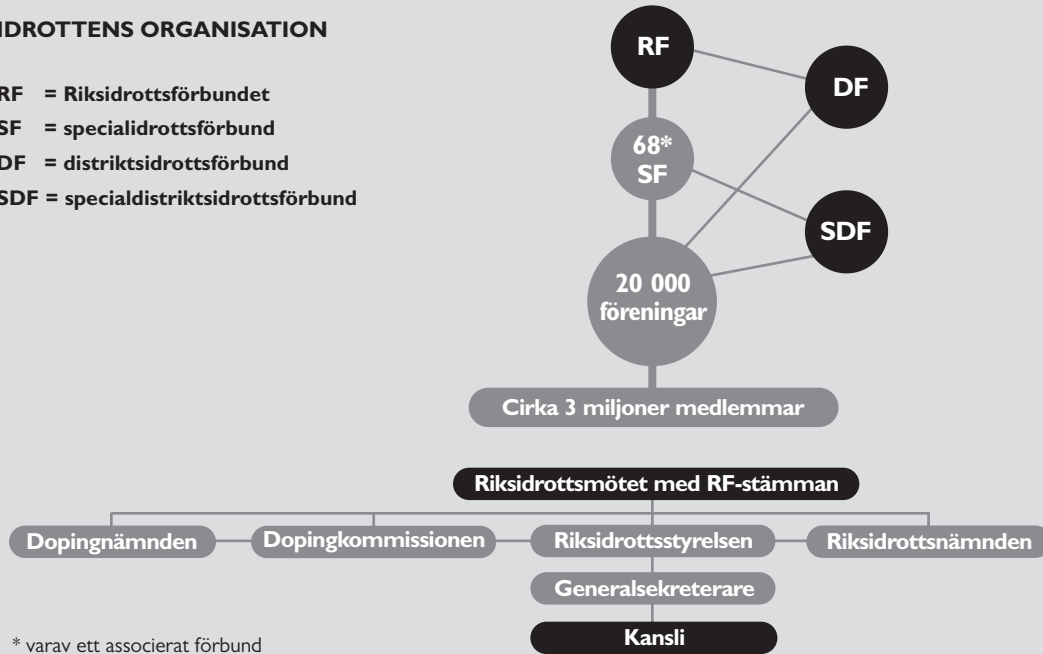 IDROTTENS ORGANISATION
RF = Riksidrottsförbundet
SF = specialidrottsförbund
DF = distriktsidrottsförbund
SDF = specialdistriktsidrottsförbund
RF
DF
68*
SF
SDF
20 000
föreningar
Cirka 3 miljoner medlemmar
Riksidrottsmötet med RF-stämman
Dopingnämnden
Dopingkommissionen
Riksidrottsstyrelsen
Riksidrottsnämnden
Generalsekreterare
Kansli
* varav ett associerat förbund